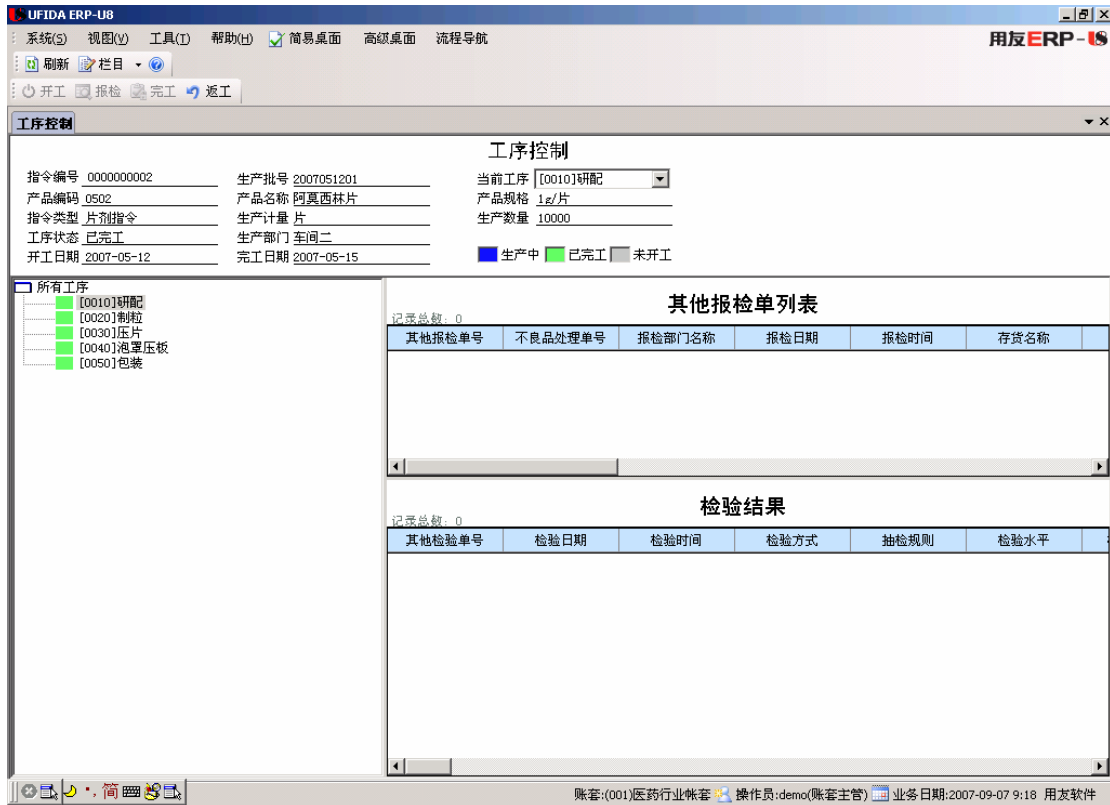 UFIDA ERP-U8
系统(S) 视图(V) 工具(T) 帮助(H) 简易桌面 高级桌面 流程导航 用友ERP-U8
刷新 栏目
开工 报检 完工 返工
工序控制
工序控制
指令编号 0000000002 生产批号 2007051201 当前工序 [0010]研配
产品编码 0502 产品名称 阿莫西林片 产品规格 1g/片
指令类型 片剂指令 生产计量 片 生产数量 10000
工序状态 已完工 生产部门 车间二
开工日期 2007-05-12 完工日期 2007-05-15 生产中 已完工 未开工
所有工序
[0010]研配
[0020]制粒
[0030]压片
[0040]泡罩压板
[0050]包装
其他报检单列表
记录总数: 0
其他报检单号 不良品处理单号 报检部门名称 报检日期 报检时间 存货名称
检验结果
记录总数: 0
其他检验单号 检验日期 检验时间 检验方式 抽检规则 检验水平
简 账套:(001)医药行业帐套 操作员:demo(账套主管) 业务日期:2007-09-07 9:18 用友软件